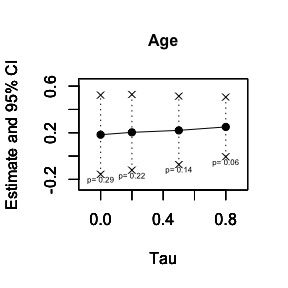 Age
Estimate and 95% CI
0.6
0.2
-0.2
p= 0.29
p= 0.22
p= 0.14
p= 0.06
0.0
0.4
0.8
Tau